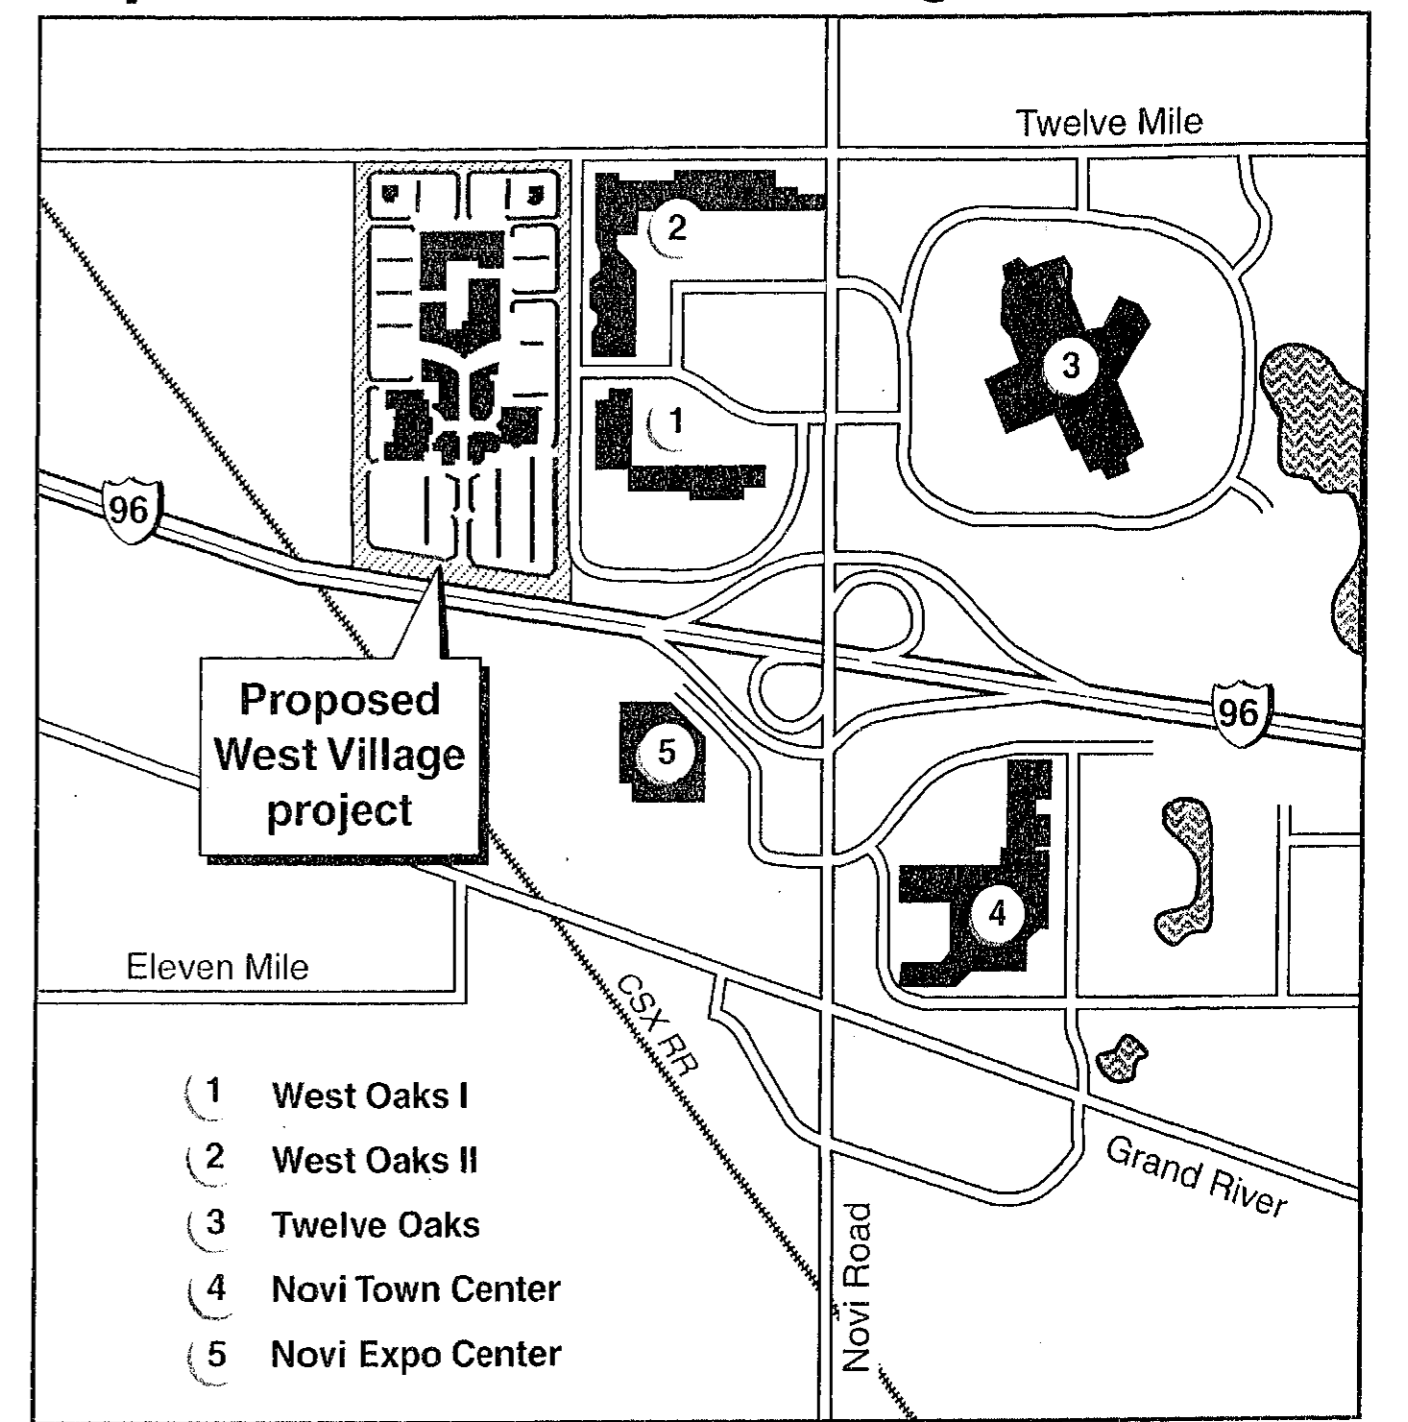 Twelve Mile
2
3
1
96
Proposed
West Village
project
96
5
4
Eleven Mile
CSX RR
Grand River
Novi Road
1 West Oaks I
2 West Oaks II
3 Twelve Oaks
4 Novi Town Center
5 Novi Expo Center